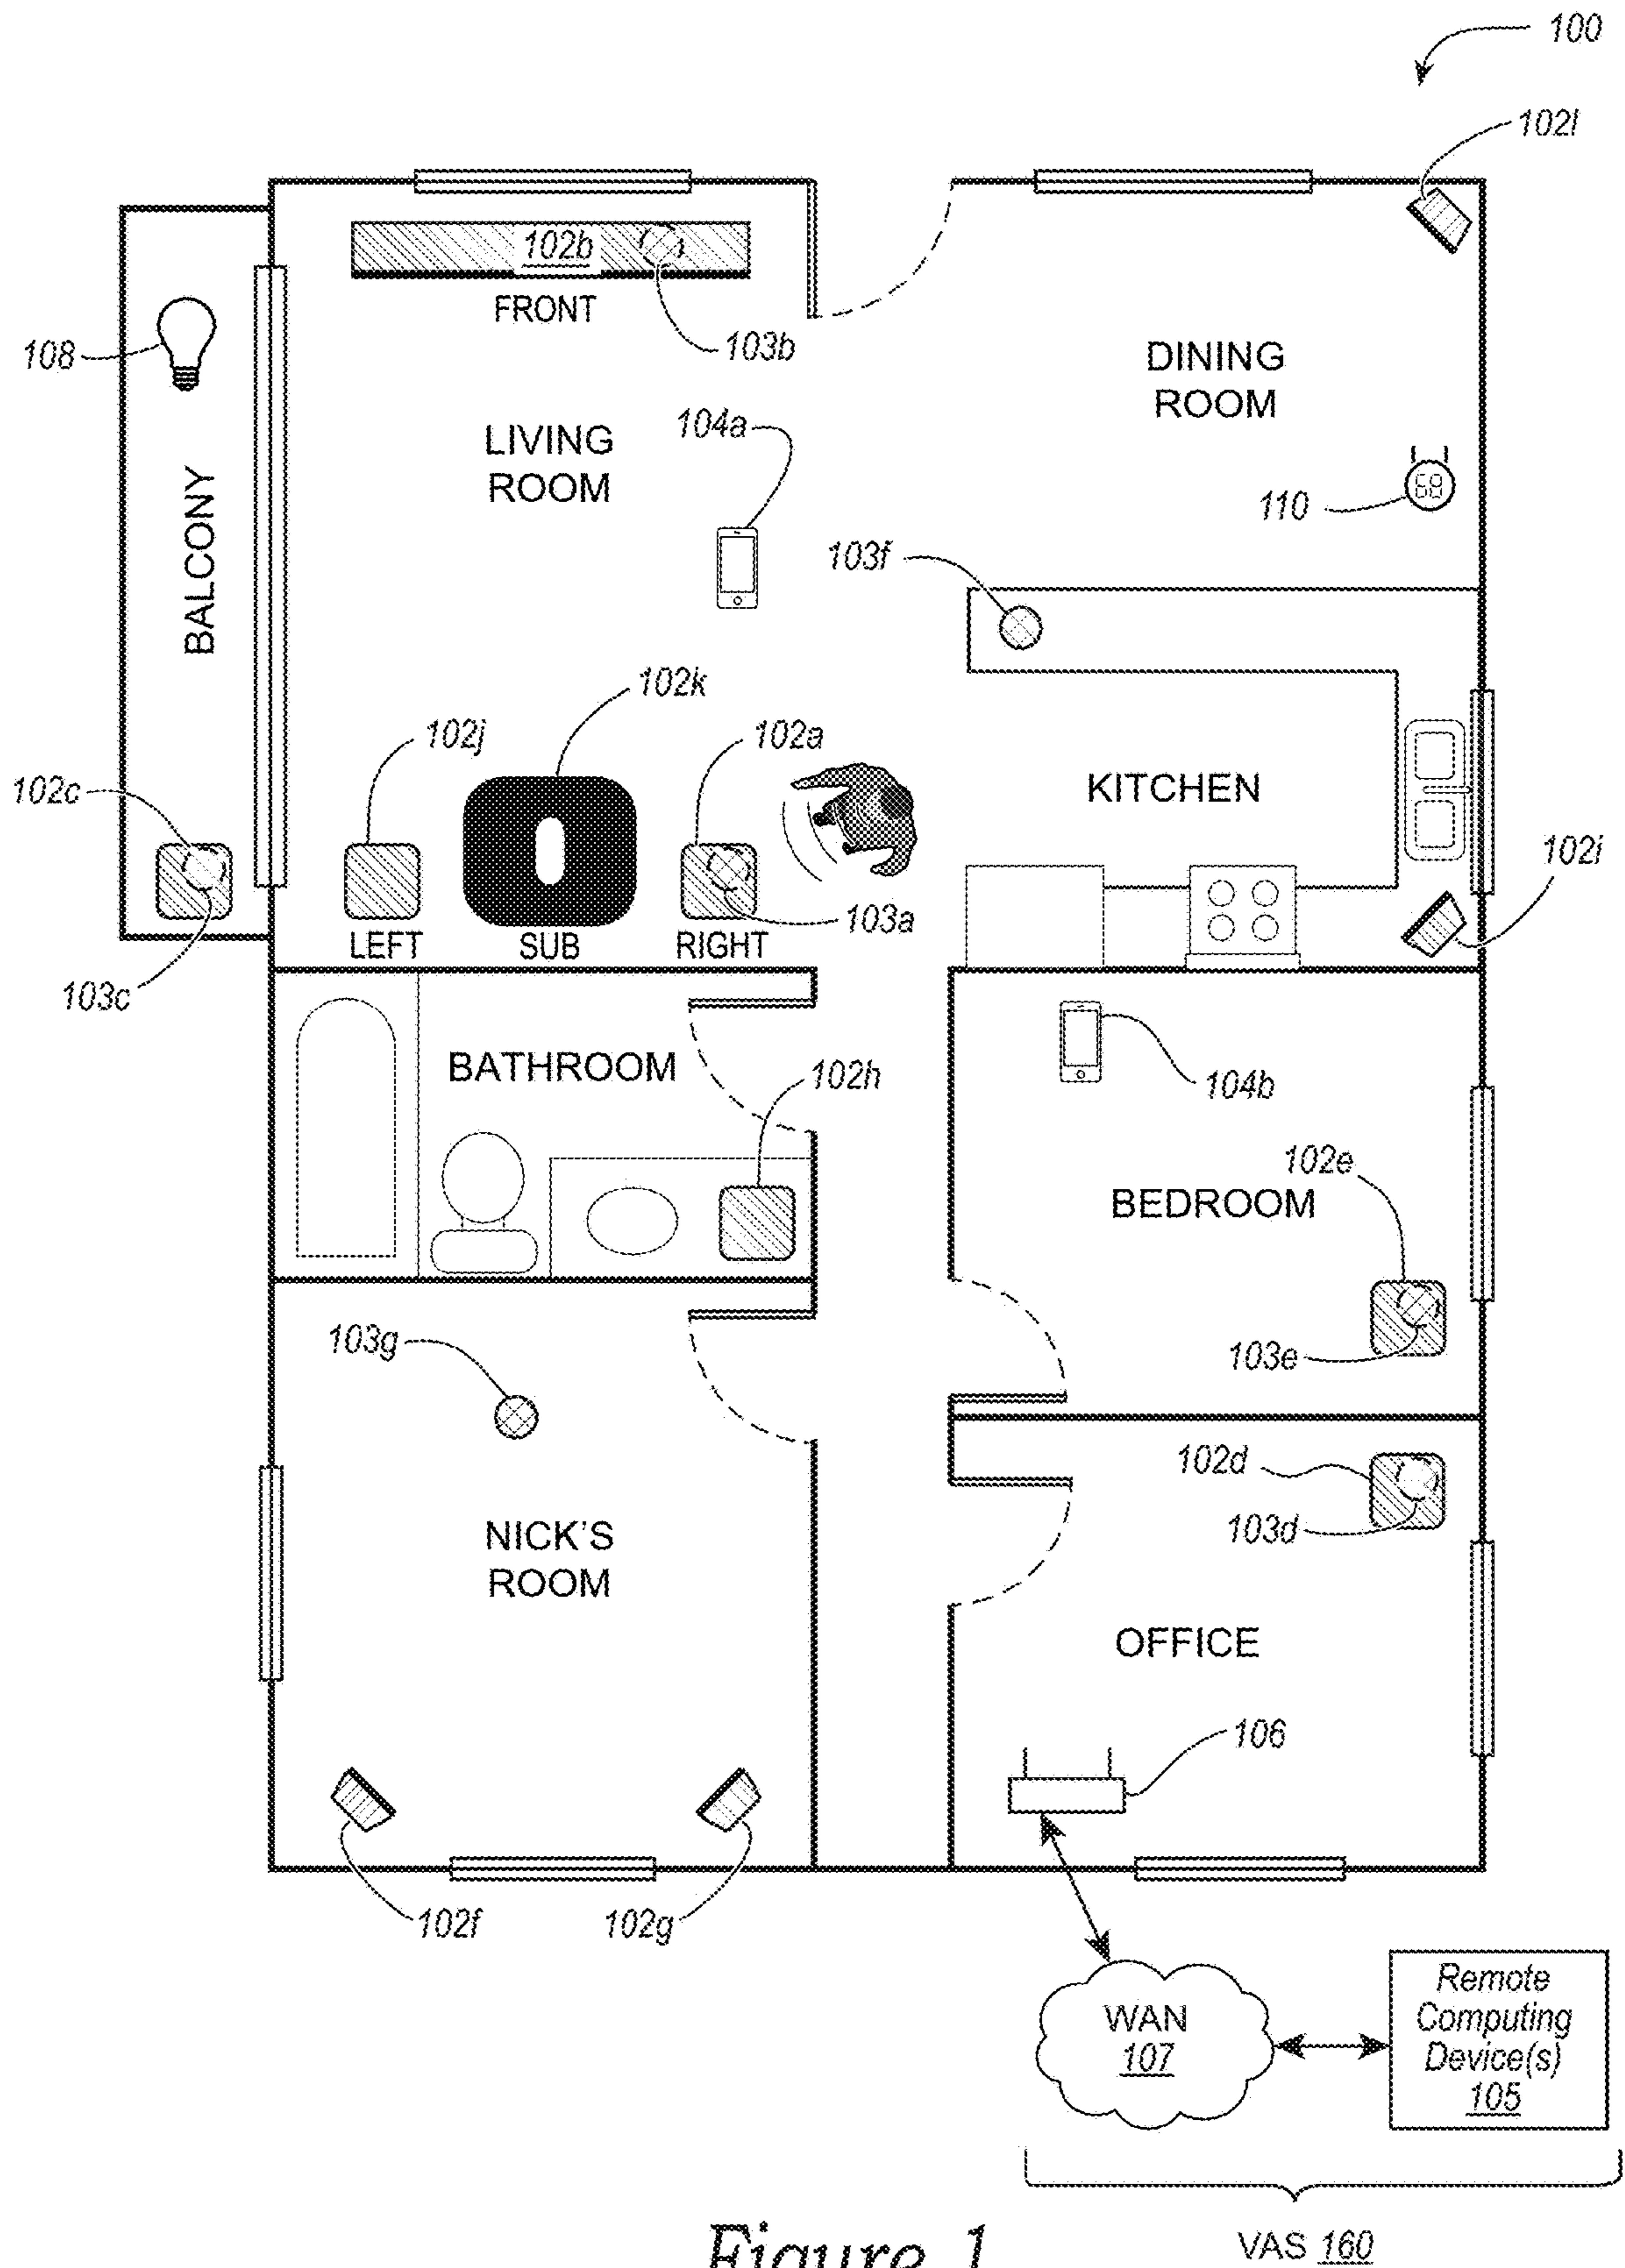 100
102l
102b
FRONT
103b
108
DINING
ROOM
104a
LIVING
ROOM
BALCONY
68
110
103f
102k
102j
102a
102c
KITCHEN
102i
103a
LEFT
SUB
RIGHT
103c
BATHROOM
102h
104b
102e
BEDROOM
103g
103e
102d
103d
NICK'S
ROOM
OFFICE
106
102f
102g
WAN
107
Remote
Computing
Device(s)
105
VAS 160
Figure 1